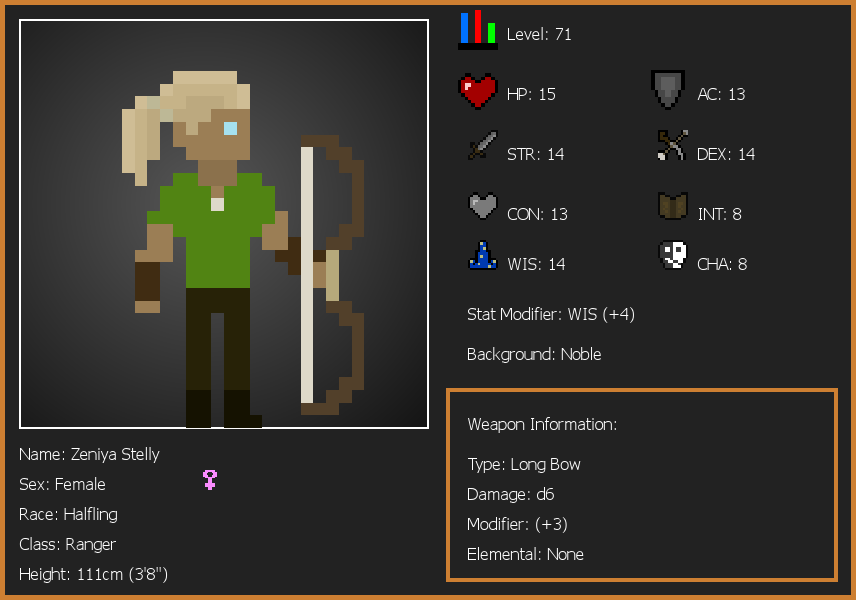 Level: 71
HP: 15
AC: 13
STR: 14
DEX: 14
CON: 13
INT: 8
WIS: 14
CHA: 8
Stat Modifier: WIS (+4)
Background: Noble
Weapon Information:
Type: Long Bow
Damage: d6
Modifier: (+3)
Elemental: None
Name: Zeniya Stelly
Sex: Female
Race: Halfling
Class: Ranger
Height: 111cm (3'8")